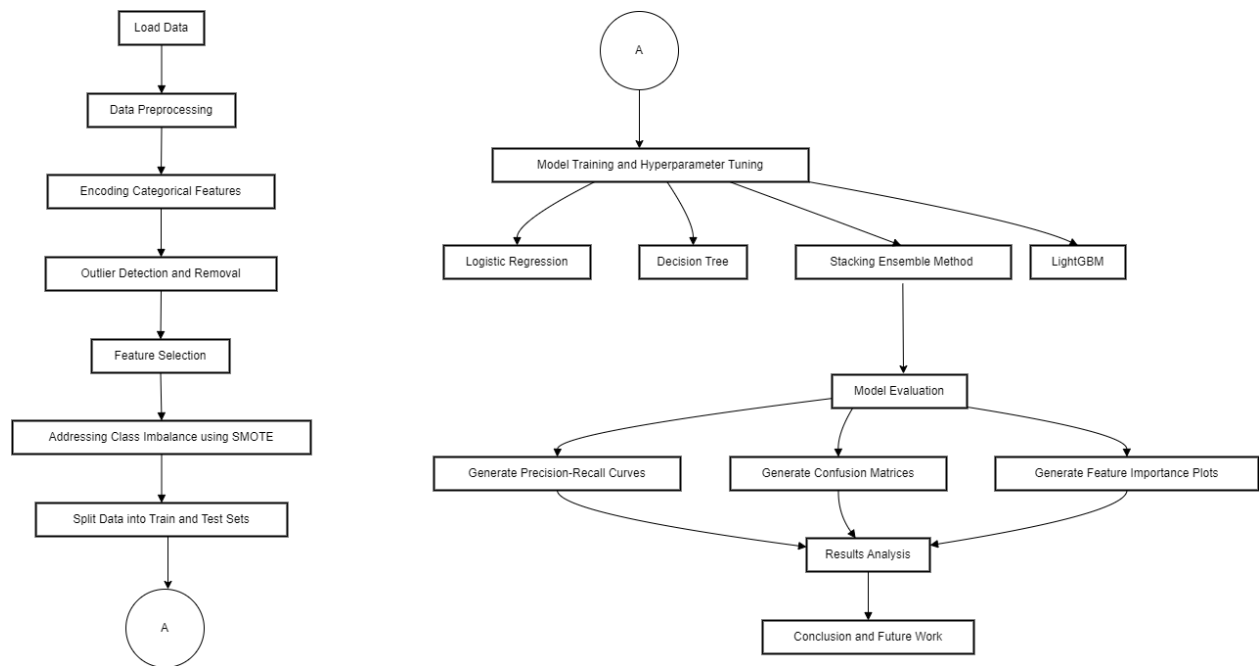 Load Data
Data Preprocessing
Encoding Categorical Features
Outlier Detection and Removal
Feature Selection
Addressing Class Imbalance using SMOTE
Split Data into Train and Test Sets
A
A
Model Training and Hyperparameter Tuning
Logistic Regression
Decision Tree
Stacking Ensemble Method
LightGBM
Model Evaluation
Generate Precision-Recall Curves
Generate Confusion Matrices
Generate Feature Importance Plots
Results Analysis
Conclusion and Future Work